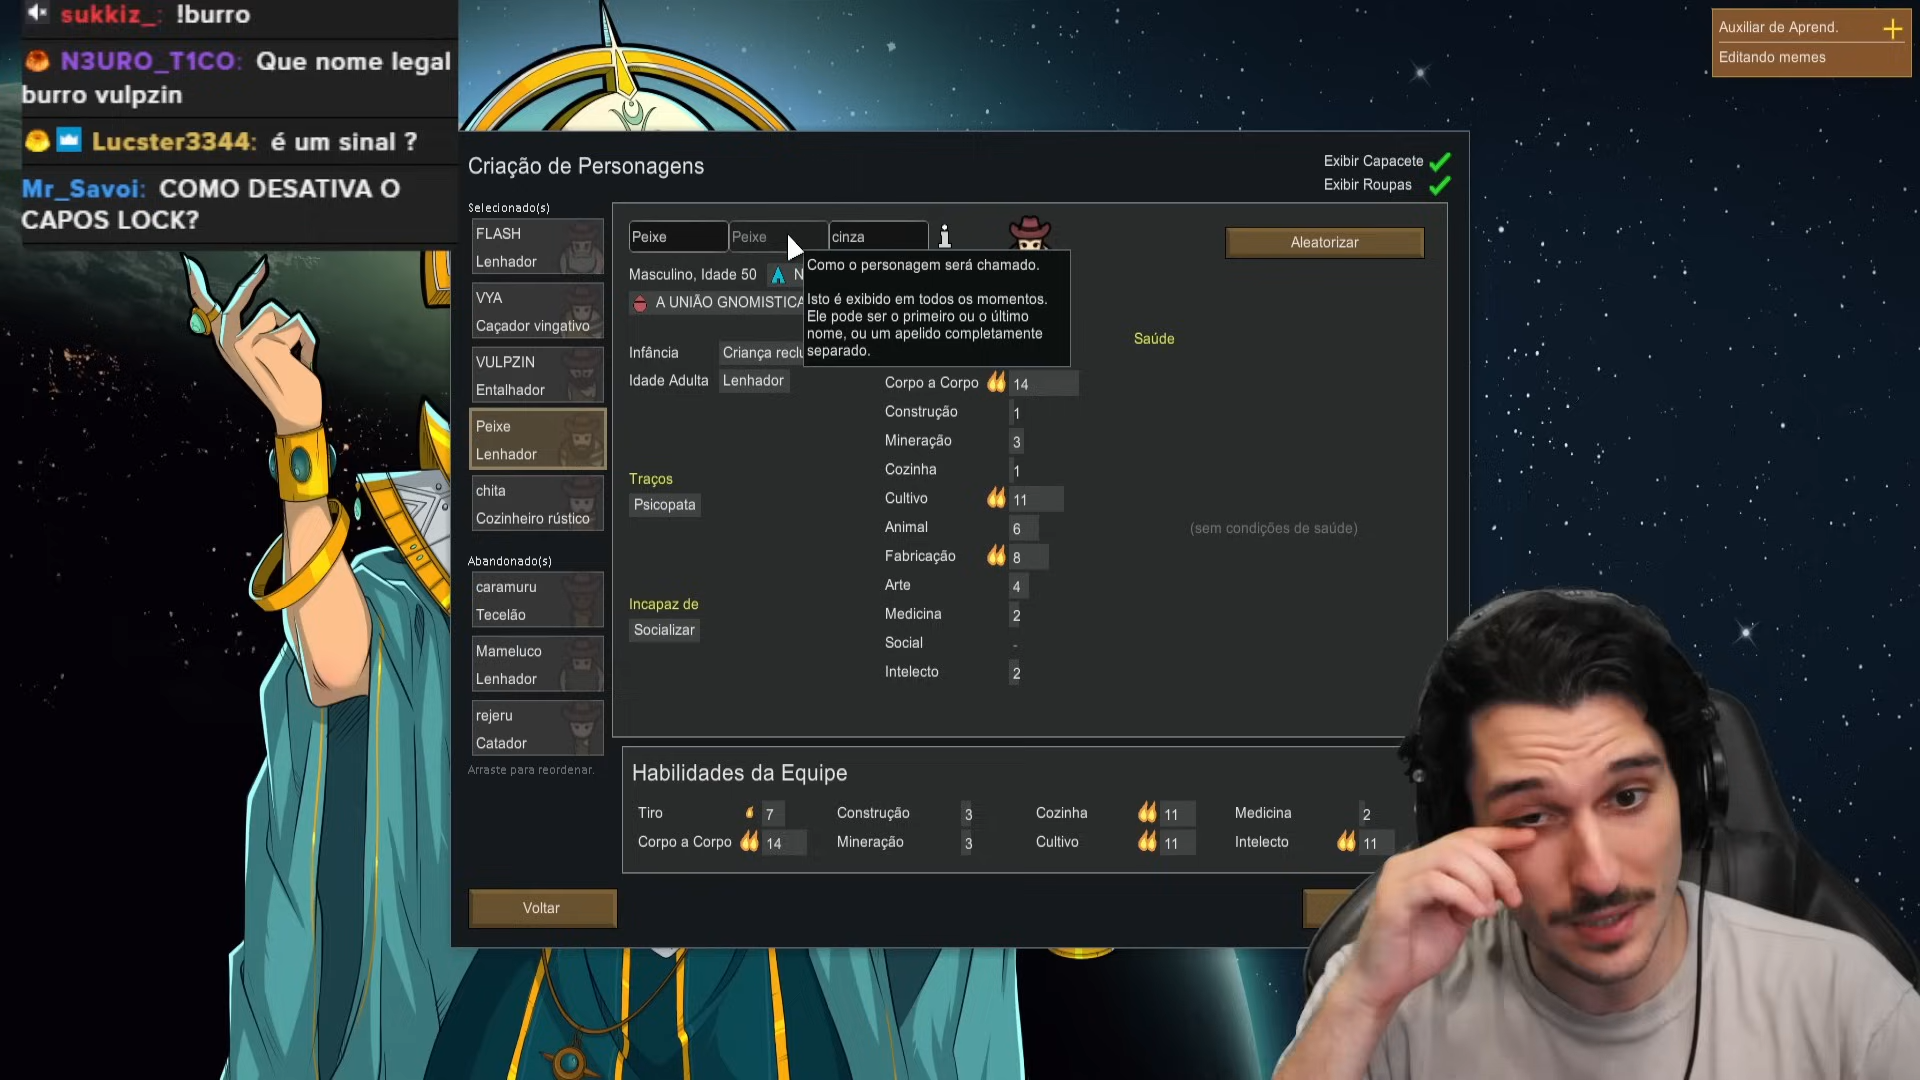 sukkiz_: !burro
N3URO_T1CO: Que nome legal
burro vulpzin
Lucster3344: é um sinal ?
Mr_Savoi: COMO DESATIVA O
CAPOS LOCK?
Auxiliar de Aprend.
Editando memes
Criação de Personagens
Exibir Capacete
Exibir Roupas
Selecionado(s)
FLASH
Lenhador
VYA
Caçador vingativo
VULPZIN
Entalhador
Peixe
Lenhador
chita
Cozinheiro rústico
Abandonado(s)
caramuru
Tecelão
Mameluco
Lenhador
rejeru
Catador
Arraste para reordenar.
Peixe
Peixe
cinza
Aleatorizar
Masculino, Idade 50
N
A UNIÃO GNOMISTICA
Como o personagem será chamado.
Isto é exibido em todos os momentos.
Ele pode ser o primeiro ou o último
nome, ou um apelido completamente
separado.
Infância
Idade Adulta Lenhador
Traços
Psicopata
Incapaz de
Socializar
Corpo a Corpo 14
Construção 1
Mineração 3
Cozinha 1
Cultivo 11
Animal 6
Fabricação 8
Arte 4
Medicina 2
Social -
Intelecto 2
Saúde
(sem condições de saúde)
Habilidades da Equipe
Tiro 7 Construção 3 Cozinha 11 Medicina 2
Corpo a Corpo 14 Mineração 3 Cultivo 11 Intelecto 11
Voltar